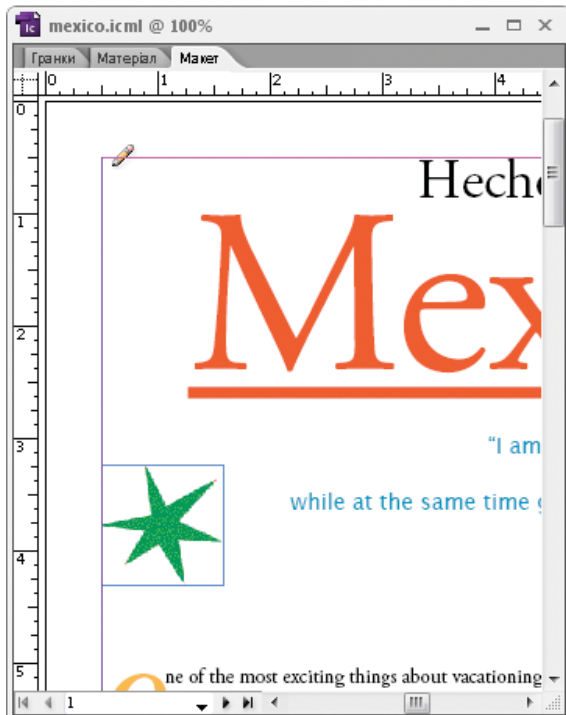 mexico.icml @ 100%
Гранки Матеріал Макет
0 1 2 3 4
0
1
2
3
4
5
Hech
Mex
“I am
while at the same time
ne of the most exciting things about vacationing
1